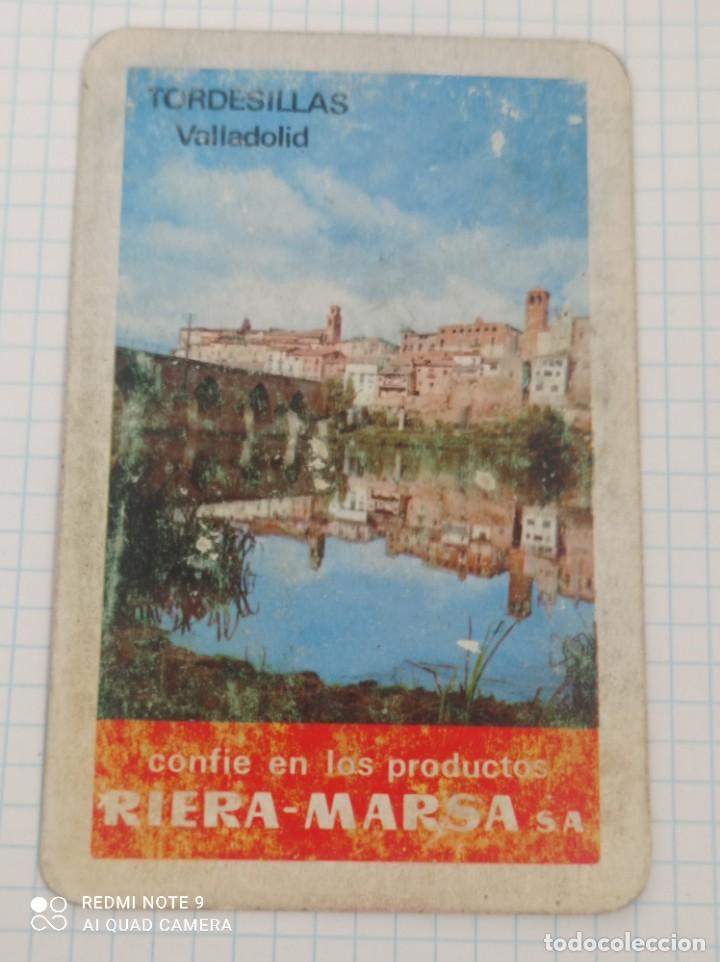 TORDESILLAS
Valladolid
confie en los productos
RIERA-MARSA S A
REDMI NOTE 9
AI QUAD CAMERA
todocoleccion